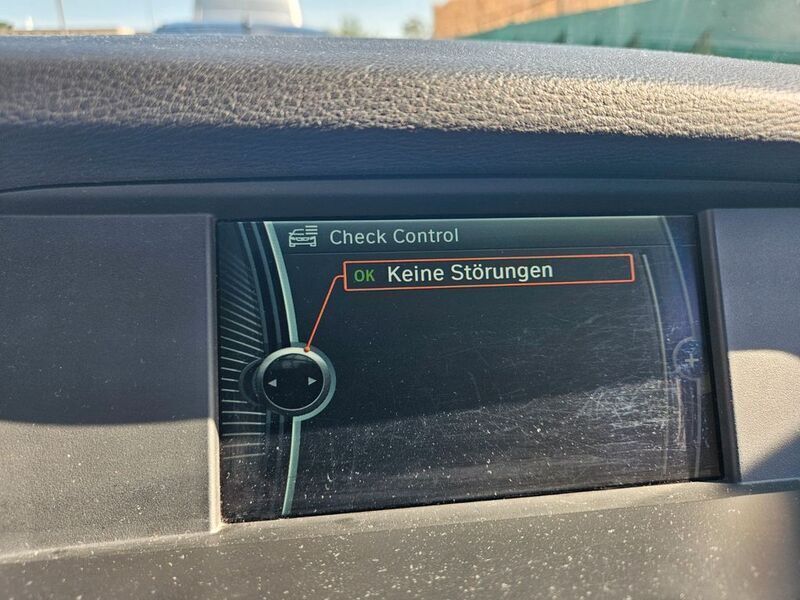 Check Control
OK Keine Störungen